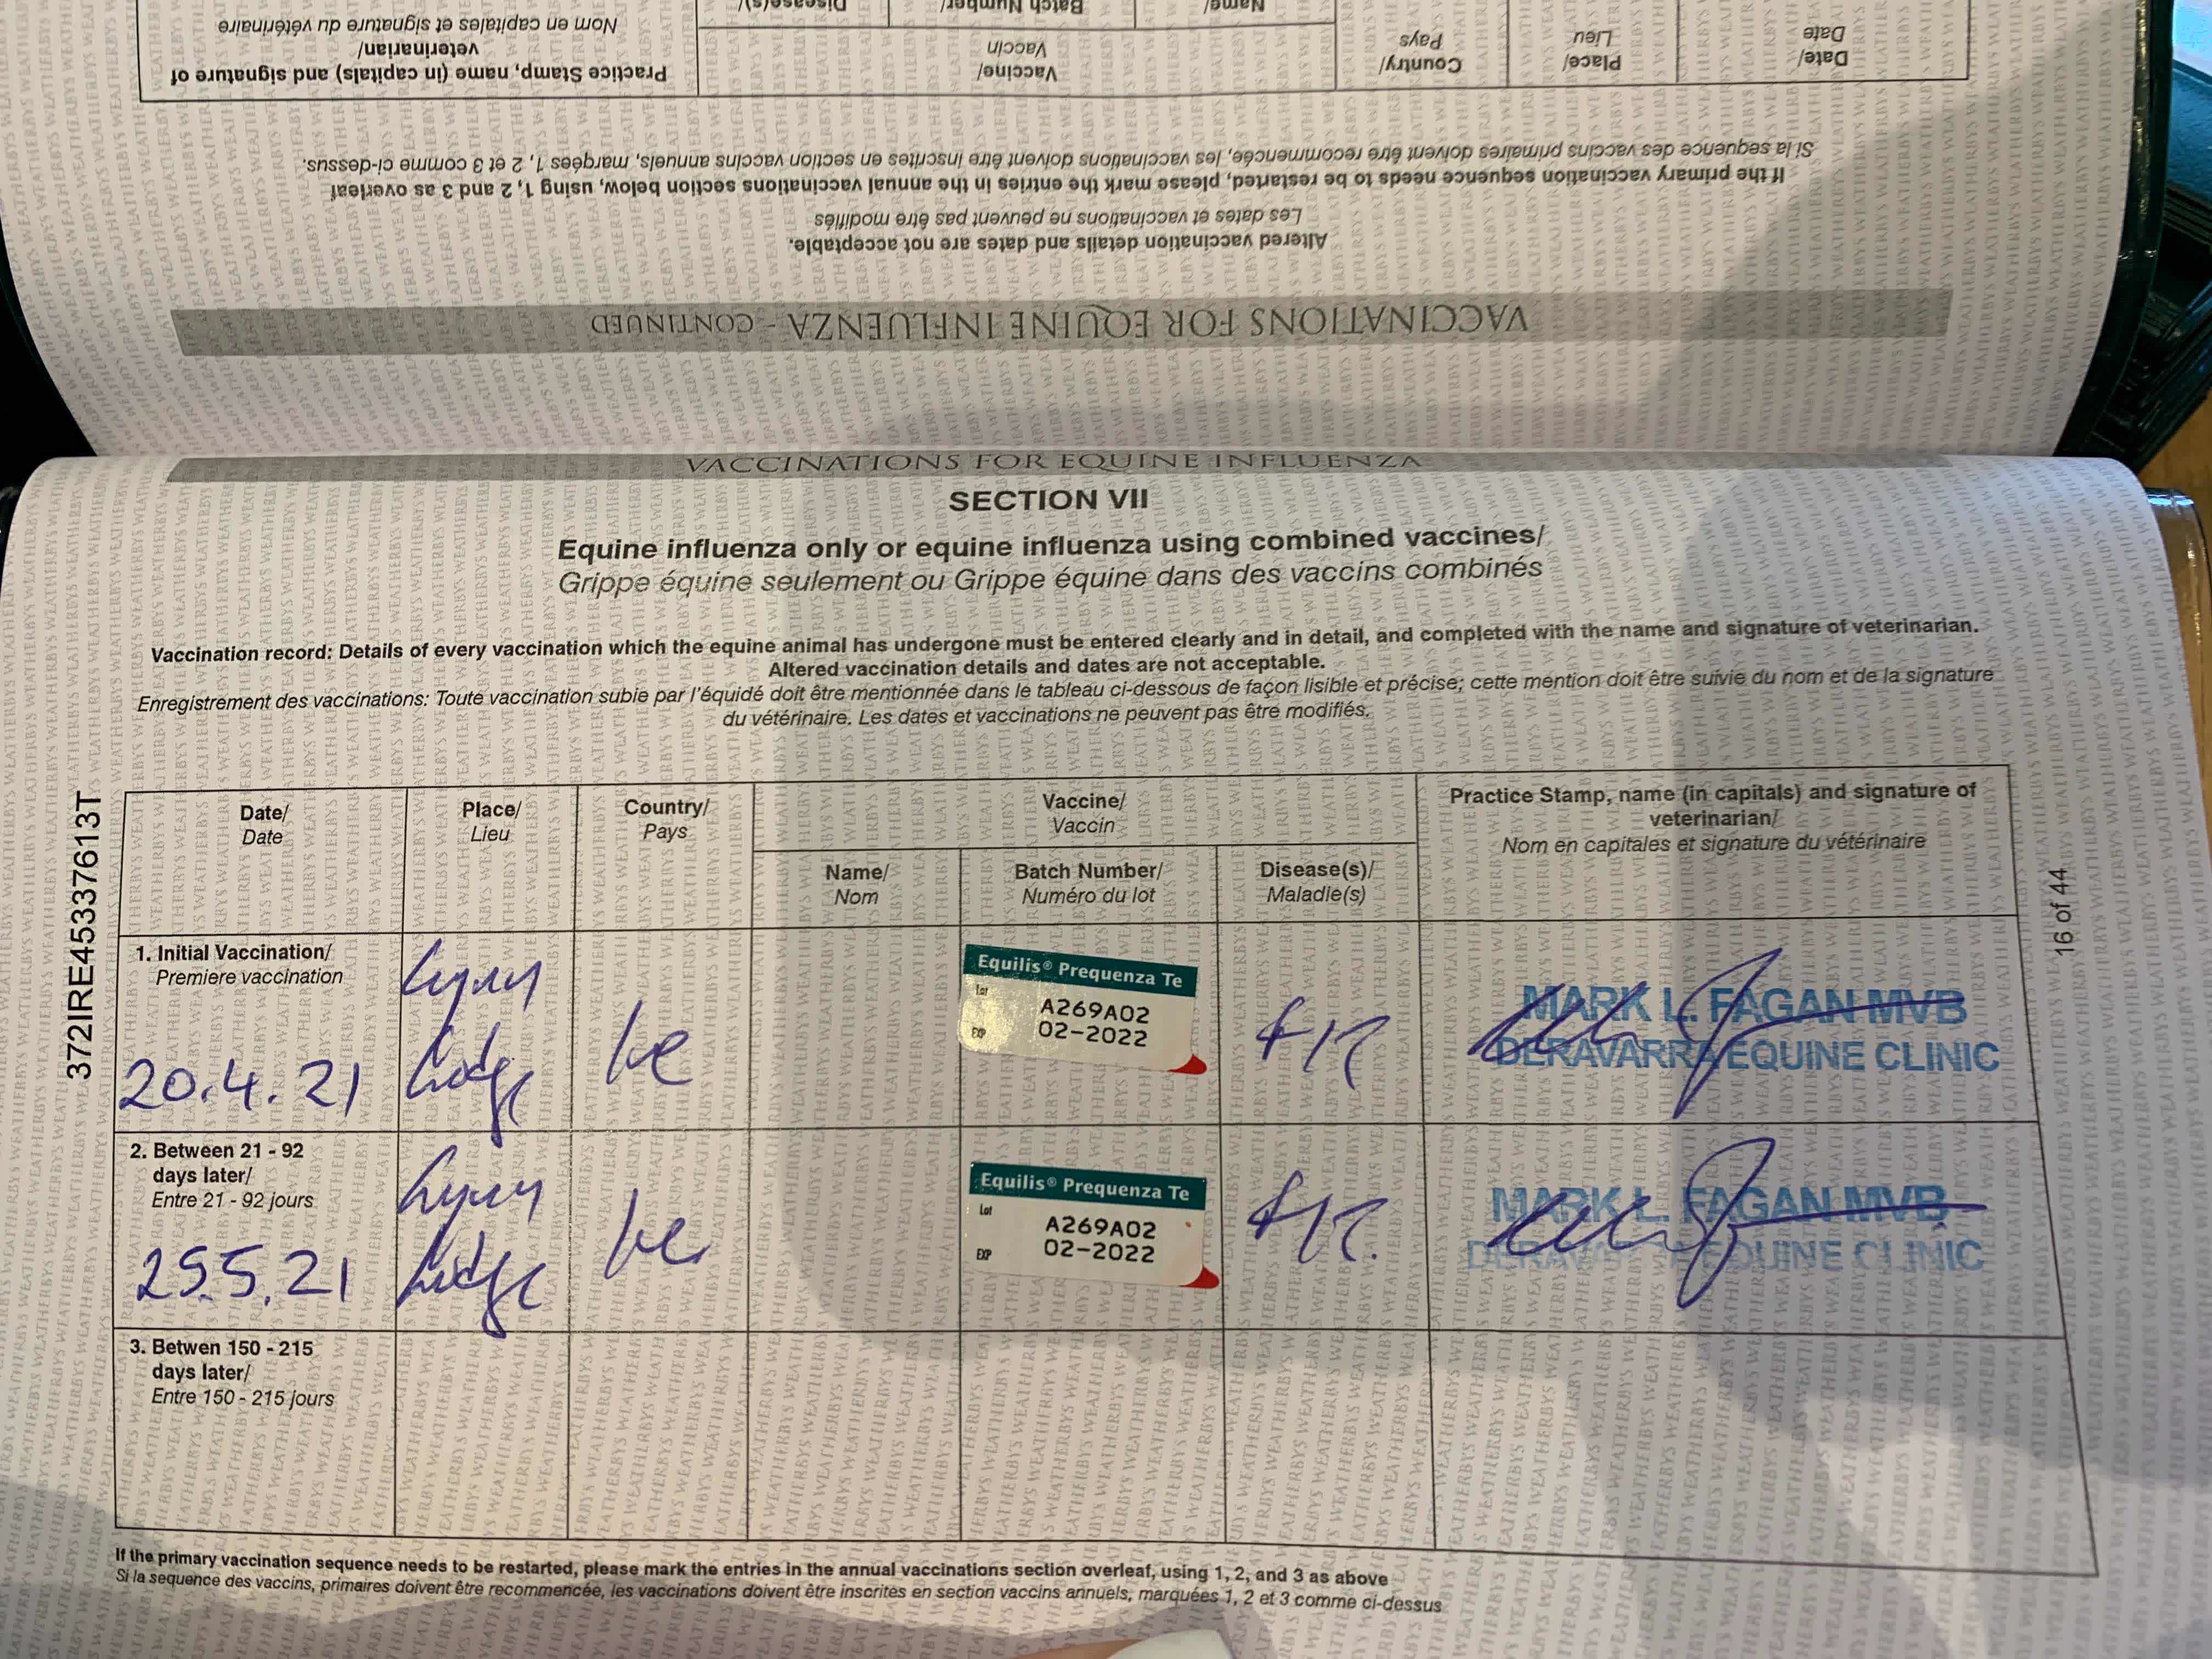 Nom en capitales et signature du vétérinaire
veterinarian/
Practice Stamp, name (in capitals) and signature of
Disease(s)/
Batch Number/
Name/
Vaccin
Vaccine/
Pays
Country/
Lieu
Place/
Date
Date/
Si la sequence des vaccins primaires doivent être recommencée, les vaccinations doivent être inscrites en section vaccins annuels, marquées 1, 2 et 3 comme ci-dessus.
If the primary vaccination sequence needs to be restarted, please mark the entries in the annual vaccinations section below, using 1, 2 and 3 as overleaf
Les dates et vaccinations ne peuvent pas être modifiés
Altered vaccination details and dates are not acceptable.
VACCINATIONS FOR EQUINE INFLUENZA - CONTINUED
VACCINATIONS FOR EQUINE INFLUENZA
SECTION VII
Equine influenza only or equine influenza using combined vaccines/
Grippe équine seulement ou Grippe équine dans des vaccins combinés
Vaccination record: Details of every vaccination which the equine animal has undergone must be entered clearly and in detail, and completed with the name and signature of veterinarian.
Altered vaccination details and dates are not acceptable.
Enregistrement des vaccinations: Toute vaccination subie par l'équidé doit être mentionnée dans le tableau ci-dessous de façon lisible et précise; cette mention doit être suivie du nom et de la signature
du vétérinaire. Les dates et vaccinations ne peuvent pas être modifiés.
372IRE45337613T
16 of 44
Date/
Date
Place/
Lieu
Country/
Pays
Vaccine/
Vaccin
Practice Stamp, name (in capitals) and signature of
veterinarian/
Nom en capitales et signature du vétérinaire
Name/
Nom
Batch Number/
Numéro du lot
Disease(s)/
Maladie(s)
1. Initial Vaccination/
Premiere vaccination
20.4.21
Lodge
Equilis® Prequenza Te
Lot
A269A02
EXP
02-2022
MARK L. FAGAN MVB
DERAVARRA EQUINE CLINIC
2. Between 21 - 92
days later/
Entre 21 - 92 jours
25.5.21
Lodge
Equilis® Prequenza Te
Lot
A269A02
EXP
02-2022
MARK L. FAGAN MVB
EQUINE CLINIC
3. Betwen 150 - 215
days later/
Entre 150 - 215 jours
If the primary vaccination sequence needs to be restarted, please mark the entries in the annual vaccinations section overleaf, using 1, 2, and 3 as above
Si la sequence des vaccins, primaires doivent être recommencée, les vaccinations doivent être inscrites en section vaccins annuels, marquées 1, 2 et 3 comme ci-dessus